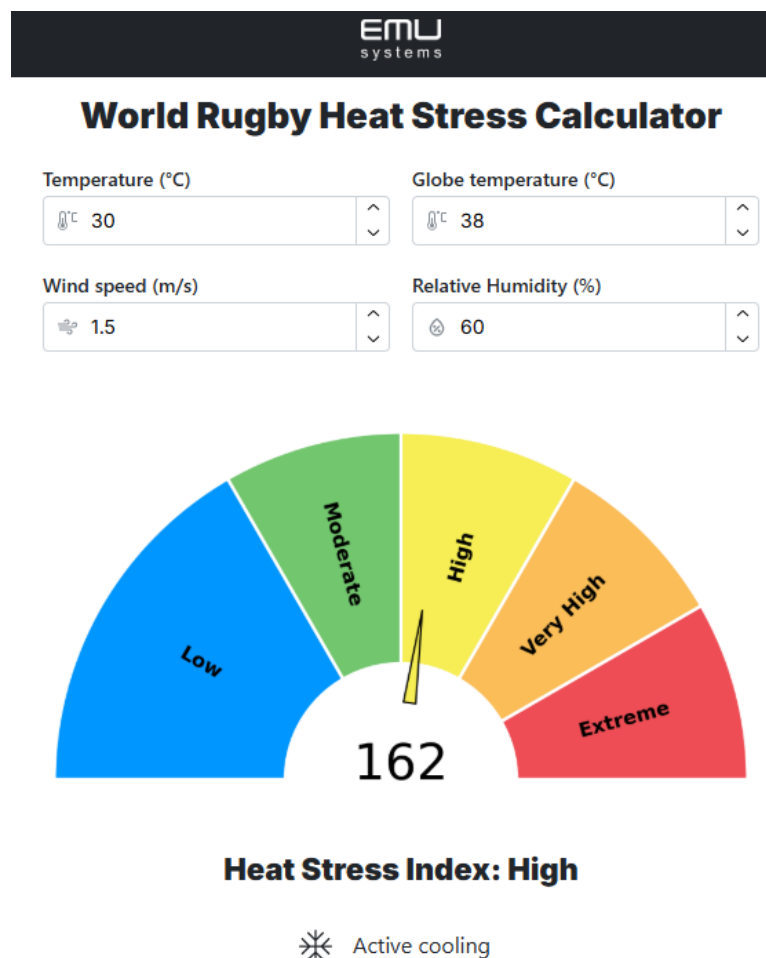 EMU
systems
World Rugby Heat Stress Calculator
Temperature (°C)
Globe temperature (°C)
°C 30
°C 38
Wind speed (m/s)
Relative Humidity (%)
1.5
% 60
Low
Moderate
High
Very High
Extreme
162
Heat Stress Index: High
Active cooling